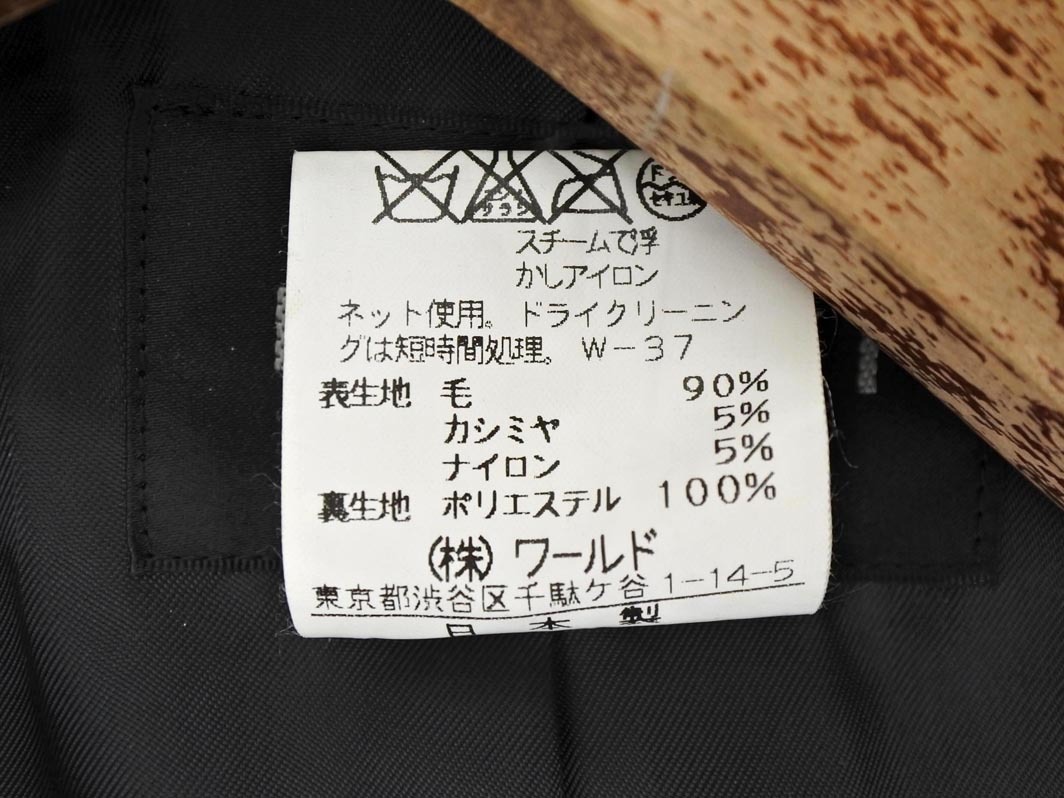 スチームで浮
かしアイロン
ネット使用。ドライクリーニン
グは短時間処理。W-37
表生地 毛 90%
カシミヤ 5%
ナイロン 5%
裏生地 ポリエステル 100%
(株)ワールド
東京都渋谷区千駄ケ谷1-14-5
日本製